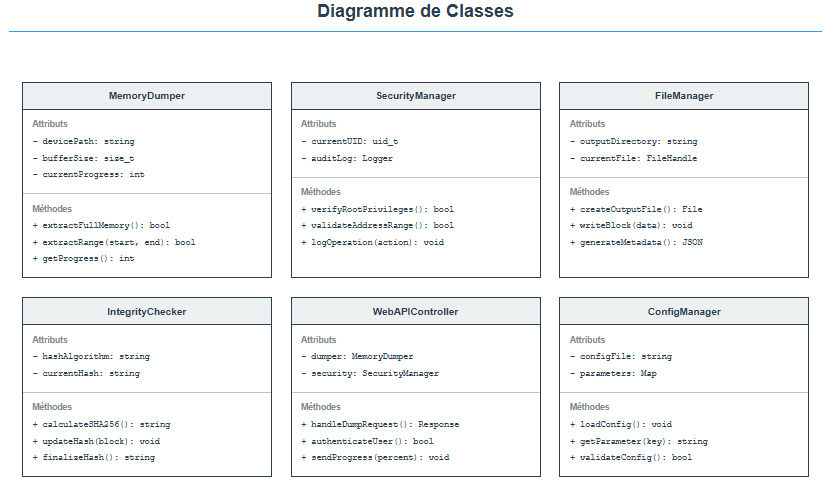 Diagramme de Classes
MemoryDumper
Attributs
- devicePath: string
- bufferSize: size_t
- currentProgress: int
Méthodes
+ extractFullMemory(): bool
+ extractRange(start, end): bool
+ getProgress(): int
SecurityManager
Attributs
- currentUID: uid_t
- auditLog: Logger
Méthodes
+ verifyRootPrivileges(): bool
+ validateAddressRange(): bool
+ logOperation(action): void
FileManager
Attributs
- outputDirectory: string
- currentFile: FileHandle
Méthodes
+ createOutputFile(): File
+ writeBlock(data): void
+ generateMetadata(): JSON
IntegrityChecker
Attributs
- hashAlgorithm: string
- currentHash: string
Méthodes
+ calculateSHA256(): string
+ updateHash(block): void
+ finalizeHash(): string
WebAPIController
Attributs
- dumper: MemoryDumper
- security: SecurityManager
Méthodes
+ handleDumpRequest(): Response
+ authenticateUser(): bool
+ sendProgress(percent): void
ConfigManager
Attributs
- configFile: string
- parameters: Map
Méthodes
+ loadConfig(): void
+ getParameter(key): string
+ validateConfig(): bool